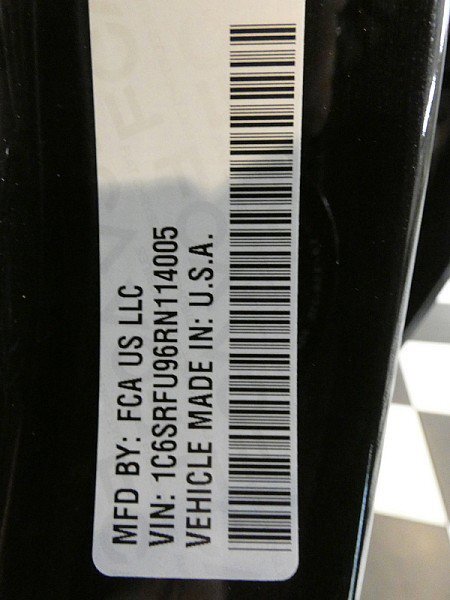 MFD BY: FCA US LLC
VIN: 1C6SRFU96RN114005
VEHICLE MADE IN: U.S.A.